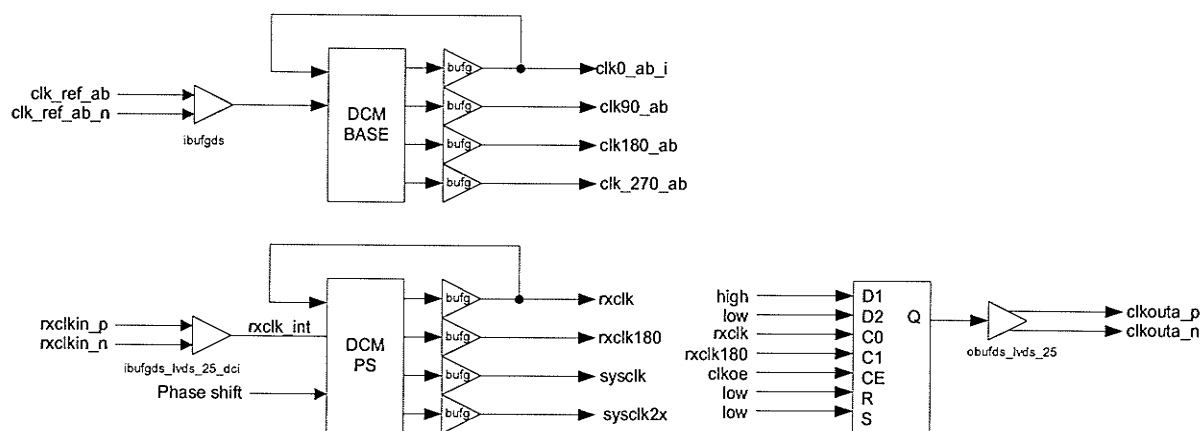 clk_ref_ab
clk_ref_ab_n
ibufgds
DCM
BASE
bufg
clk0_ab_i
bufg
clk90_ab
bufg
clk180_ab
bufg
clk_270_ab
rxclkin_p
rxclkin_n
ibufgds_lvds_25_dci
rxclk_int
Phase shift
DCM
PS
bufg
rxclk
bufg
rxclk180
bufg
sysclk
bufg
sysclk2x
high
low
rxclk
rxclk180
clkoe
low
low
D1
D2
C0
C1
CE
R
S
Q
obufds_lvds_25
clkouta_p
clkouta_n